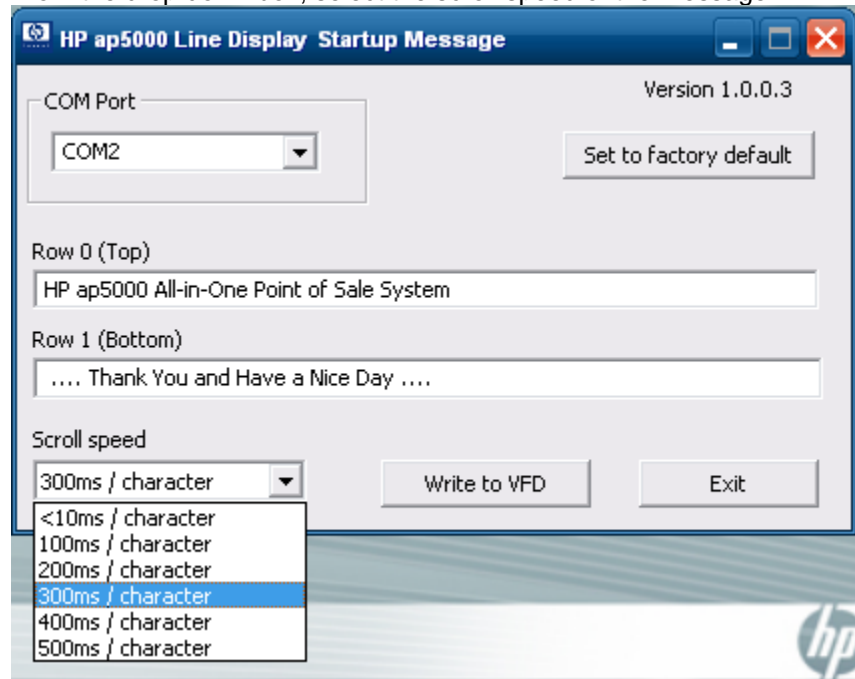 HP ap5000 Line Display Startup Message
COM Port
Version 1.0.0.3
COM2
Set to factory default
Row 0 (Top)
HP ap5000 All-in-One Point of Sale System
Row 1 (Bottom)
.... Thank You and Have a Nice Day ....
Scroll speed
300ms / character
Write to VFD
Exit
<10ms / character
100ms / character
200ms / character
300ms / character
400ms / character
500ms / character
hp